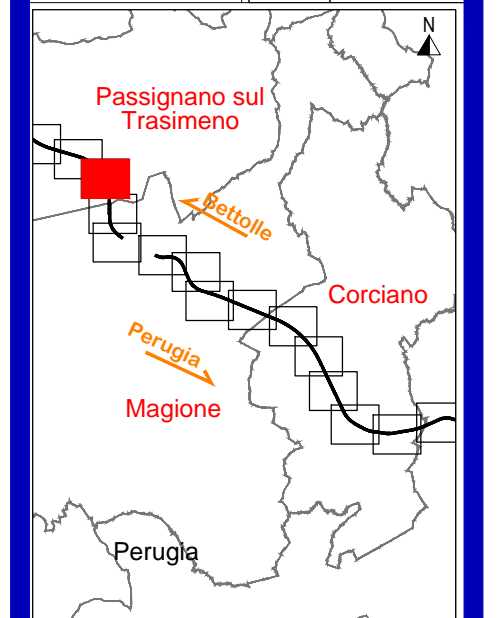 N
Passignano sul
Trasimeno
Bettolle
Corciano
Perugia
Magione
Perugia